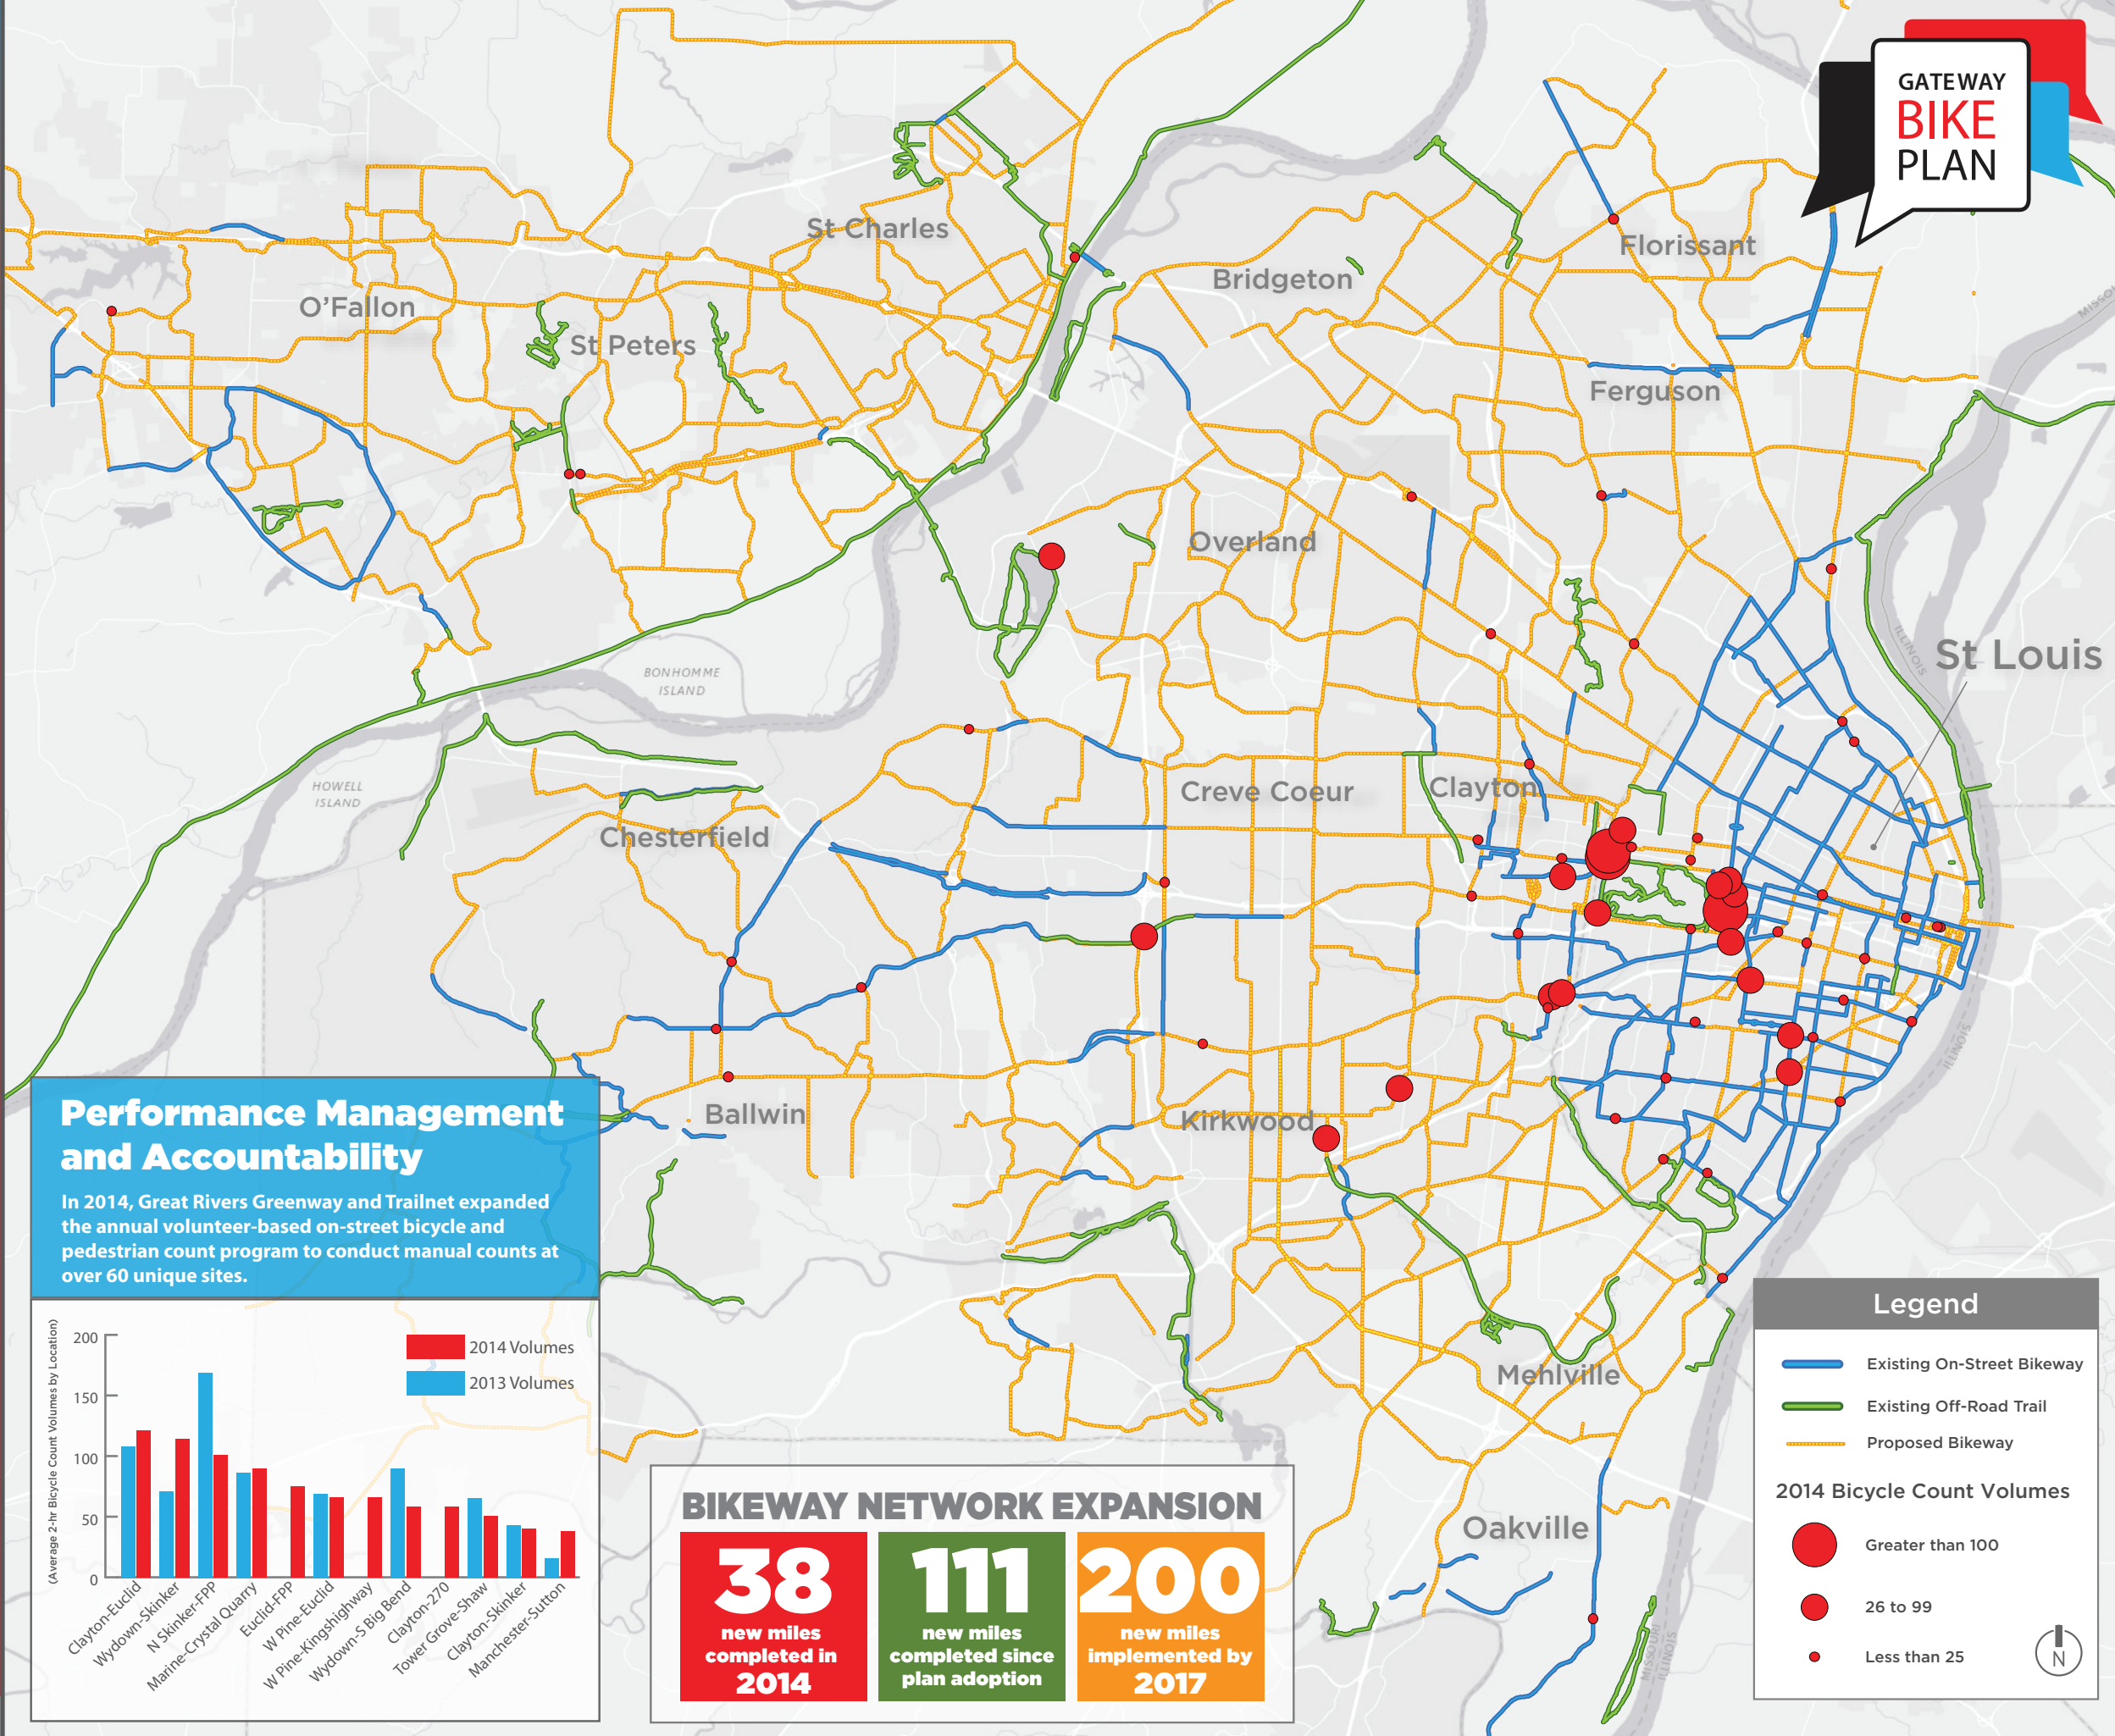 GATEWAY
BIKE
PLAN
St Charles
Florissant
Bridgeton
O'Fallon
St Peters
Ferguson
Overland
St Louis
BONHOMME
ISLAND
HOWELL
ISLAND
Creve Coeur
Clayton
Chesterfield
Ballwin
Kirkwood
Mehlville
Oakville
ILLINOIS
ILLINOIS
MISSOURI
ILLINOIS
Performance Management
and Accountability
In 2014, Great Rivers Greenway and Trailnet expanded
the annual volunteer-based on-street bicycle and
pedestrian count program to conduct manual counts at
over 60 unique sites.
(Average 2-hr Bicycle Count Volumes by Location)
200
150
100
50
0
2014 Volumes
2013 Volumes
Clayton-Euclid
Wydown-Skinker
N Skinker-FPP
Marine-Crystal Quarry
Euclid-FPP
W Pine-Euclid
W Pine-Kingshighway
Wydown-S Big Bend
Clayton-270
Tower Grove-Shaw
Clayton-Skinker
Manchester-Sutton
BIKEWAY NETWORK EXPANSION
38
new miles
completed in
2014
111
new miles
completed since
plan adoption
200
new miles
implemented by
2017
Legend
Existing On-Street Bikeway
Existing Off-Road Trail
Proposed Bikeway
2014 Bicycle Count Volumes
Greater than 100
26 to 99
Less than 25
N